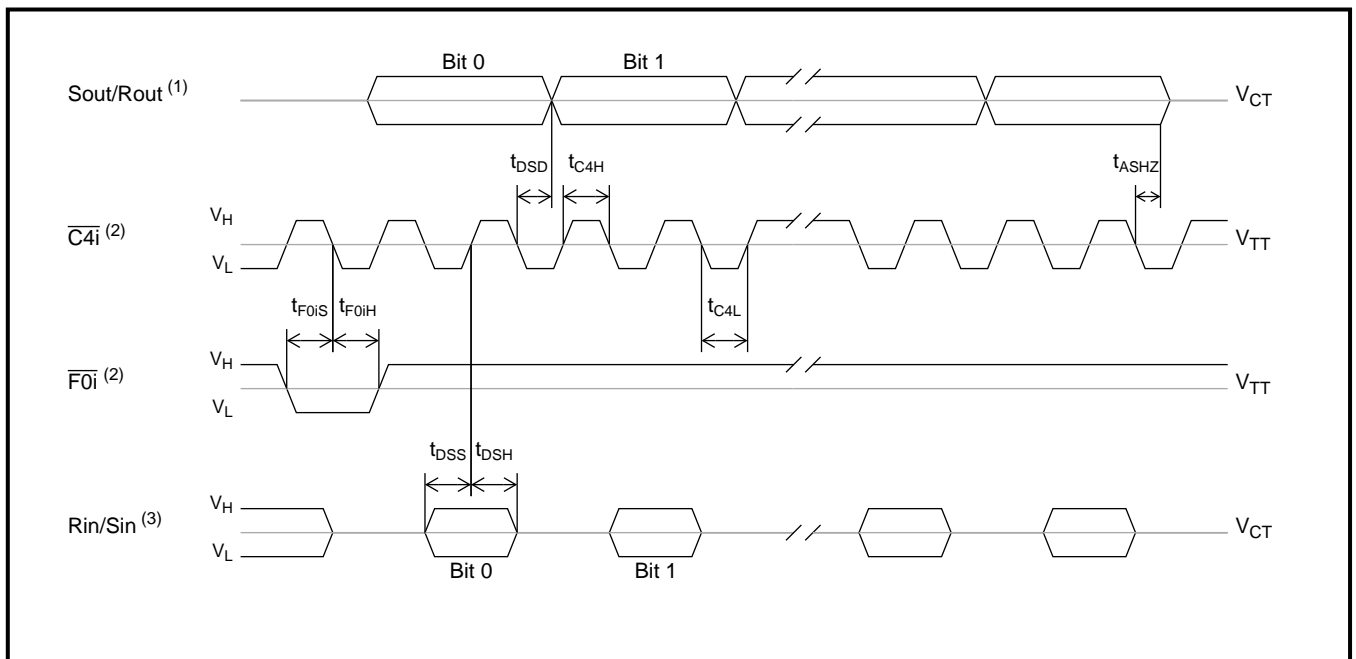 Bit 0 Bit 1
Sout/Rout (1) VCT
tDSD tC4H tASHZ
VH
C4i (2) VTT
VL
tF0iS tF0iH tC4L
VH
F0i (2) VTT
VL
tDSS tDSH
VH
Rin/Sin (3) VCT
VL
Bit 0 Bit 1